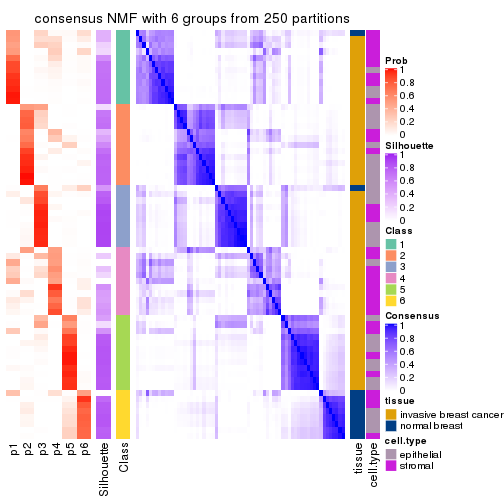 consensus NMF with 6 groups from 250 partitions
Prob
1
0.8
0.6
0.4
0.2
0
Silhouette
1
0.8
0.6
0.4
0.2
0
Class
1
2
3
4
5
6
Consensus
1
0.8
0.6
0.4
0.2
0
tissue
invasive breast cancer
normal breast
cell.type
epithelial
stromal
p1
p2
p3
p4
p5
p6
Silhouette
Class
tissue
cell.type